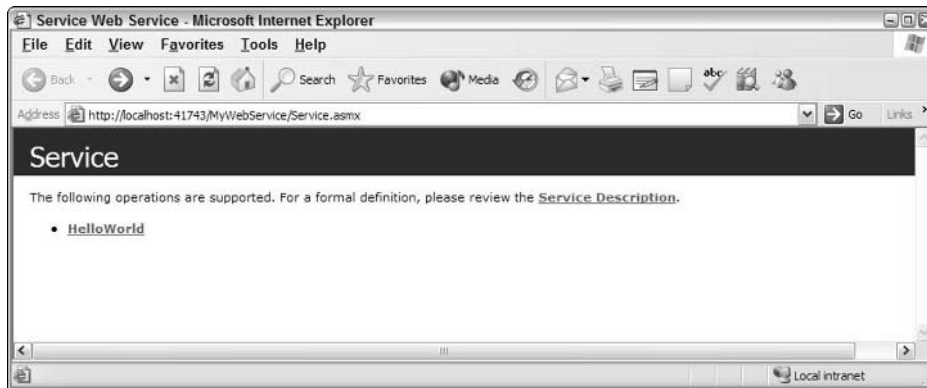 Service Web Service - Microsoft Internet Explorer
File Edit View Favorites Tools Help
Back Search Favorites Media
Address http://localhost:41743/MyWebService/Service.asmx Go Links
Service
The following operations are supported. For a formal definition, please review the Service Description.
• HelloWorld
Local intranet